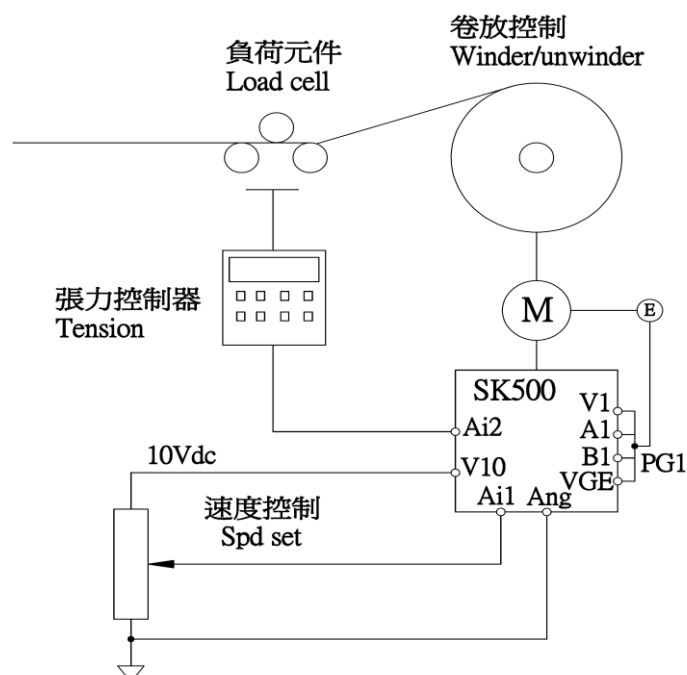 負荷元件
Load cell
卷放控制
Winder/unwinder
張力控制器
Tension
M
E
SK500
V1
A1
B1
VGE
PG1
Ai2
V10
Ai1
Ang
10Vdc
速度控制
Spd set